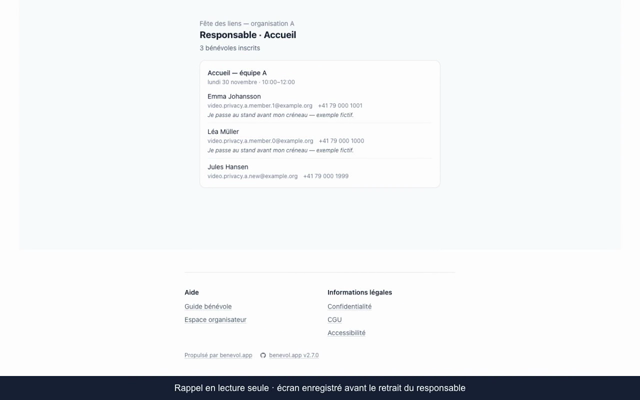 Fête des liens — organisation A
Responsable · Accueil
3 bénévoles inscrits
Accueil — équipe A
lundi 30 novembre · 10:00–12:00
Emma Johansson
video.privacy.a.member.1@example.org +41 79 000 1001
Je passe au stand avant mon créneau — exemple fictif.
Léa Müller
video.privacy.a.member.0@example.org +41 79 000 1000
Je passe au stand avant mon créneau — exemple fictif.
Jules Hansen
video.privacy.a.new@example.org +41 79 000 1999
Aide
Guide bénévole
Espace organisateur
Informations légales
Confidentialité
CGU
Accessibilité
Propulsé par benevol.app benevol.app v2.7.0
Rappel en lecture seule · écran enregistré avant le retrait du responsable